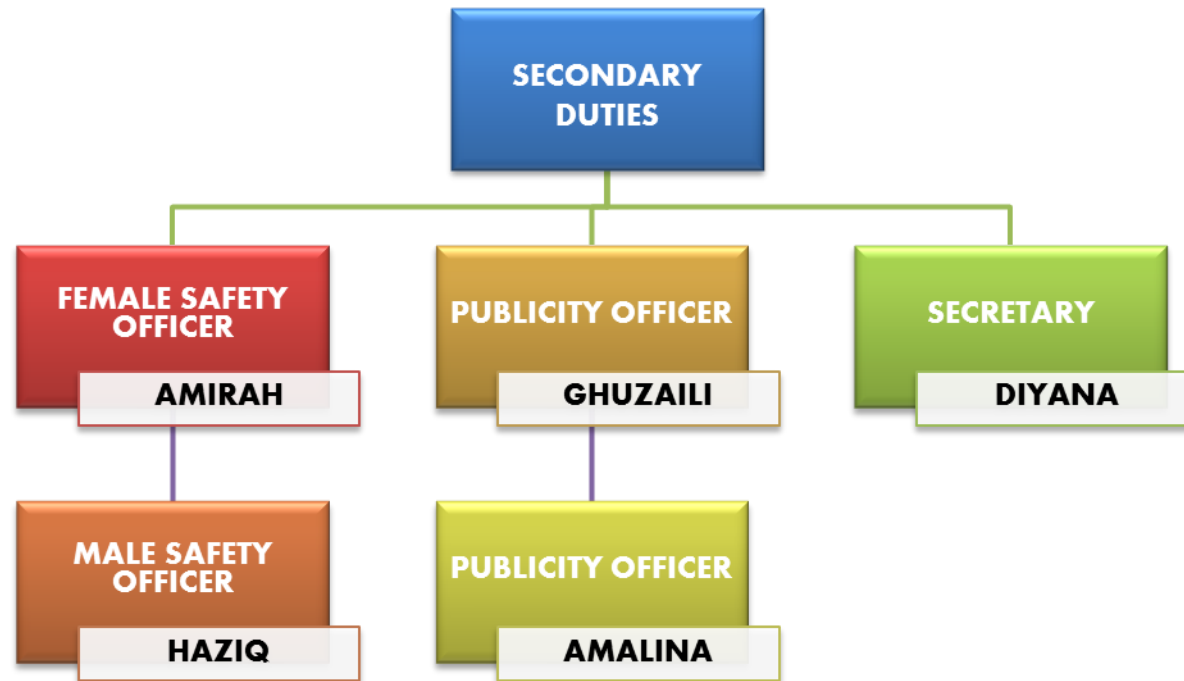 SECONDARY
DUTIES
FEMALE SAFETY
OFFICER
AMIRAH
PUBLICITY OFFICER
GHUZAILI
SECRETARY
DIYANA
MALE SAFETY
OFFICER
HAZIQ
PUBLICITY OFFICER
AMALINA